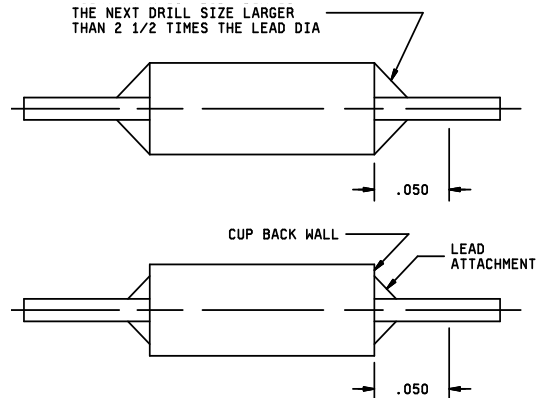 THE NEXT DRILL SIZE LARGER
THAN 2 1/2 TIMES THE LEAD DIA
.050
CUP BACK WALL
LEAD
ATTACHMENT
.050